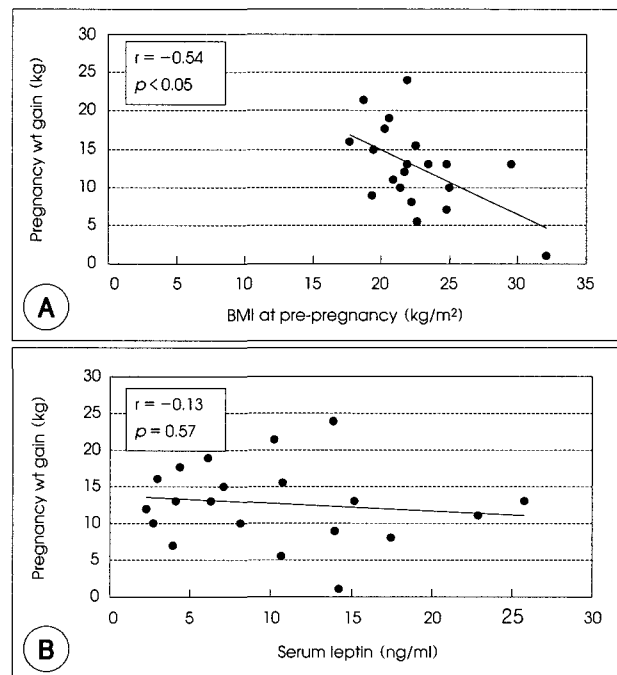 r = −0.54
p < 0.05
Pregnancy wt gain (kg)
30
25
20
15
10
5
0
0 5 10 15 20 25 30 35
BMI at pre-pregnancy (kg/m²)
A
r = −0.13
p = 0.57
Pregnancy wt gain (kg)
30
25
20
15
10
5
0
0 5 10 15 20 25 30
Serum leptin (ng/ml)
B